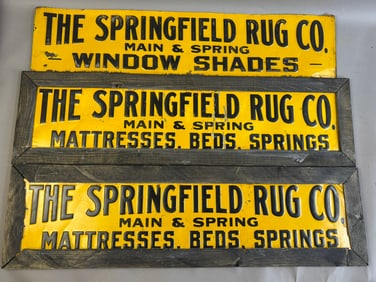 THE SPRINGFIELD RUG CO.
MAIN & SPRING
WINDOW SHADES –
THE SPRINGFIELD RUG CO.
MAIN & SPRING
MATTRESSES, BEDS, SPRINGS
THE SPRINGFIELD RUG CO.
MAIN & SPRING
MATTRESSES, BEDS, SPRINGS